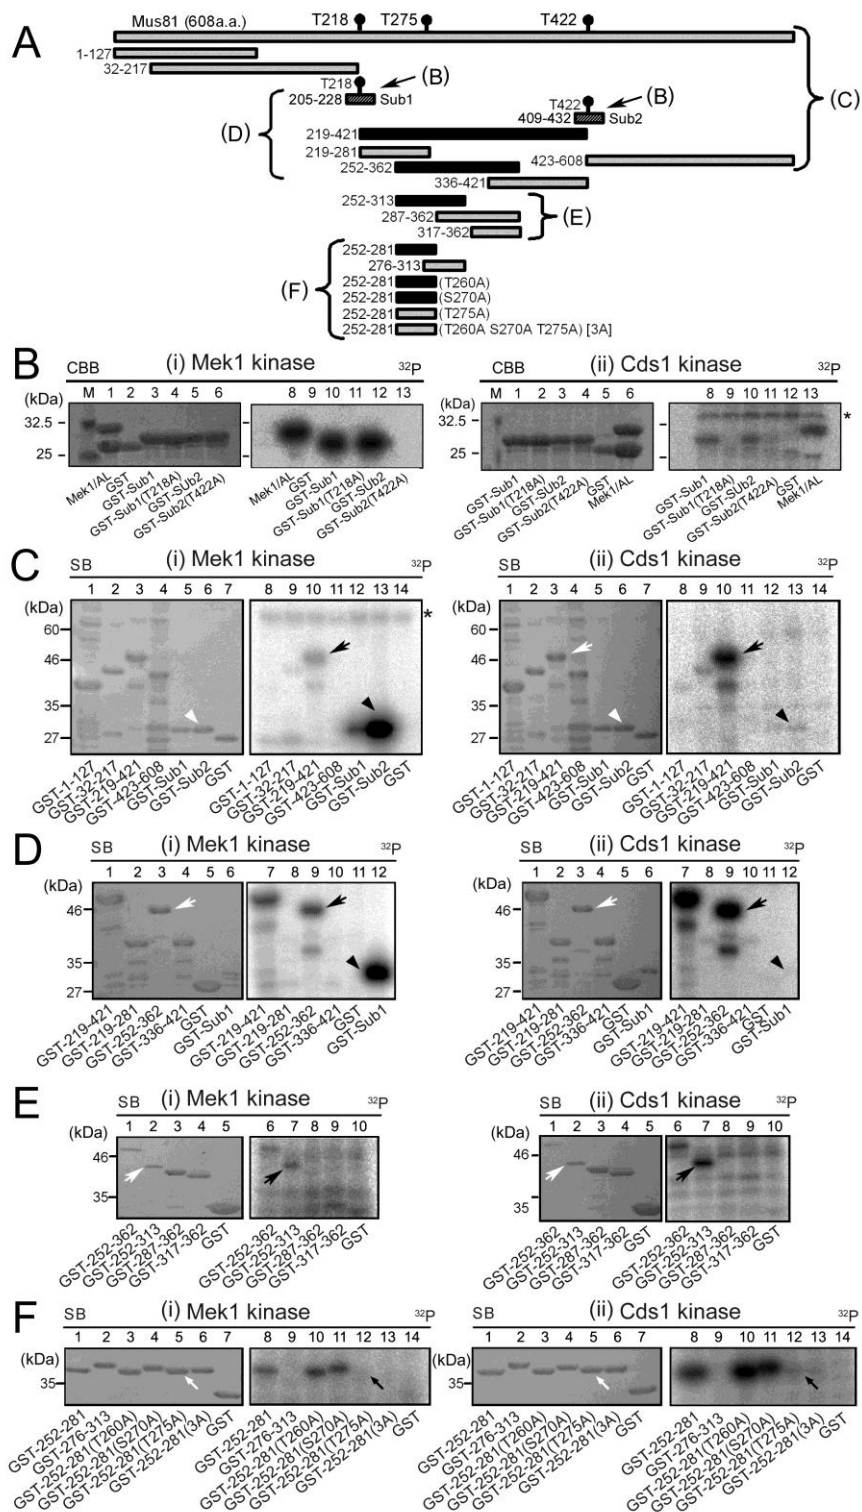 A
Mus81 (608a.a.) T218 T275 T422
1-127
32-217
T218 (B)
205-228 Sub1
T422 (B)
409-432 Sub2
(C)
(D)
219-421
219-281
423-608
252-362
336-421
252-313
287-362 (E)
317-362
252-281
276-313
(F)
252-281 (T260A)
252-281 (S270A)
252-281 (T275A)
252-281 (T260A S270A T275A) [3A]
B
CBB (i) Mek1 kinase 32P
(kDa) M 1 2 3 4 5 6 8 9 10 11 12 13
32.5
25
Mek1/AL
GST
GST-Sub1
GST-Sub1(T218A)
GST-Sub2
GST-Sub2(T422A)
Mek1/AL
GST
GST-Sub1
GST-Sub1(T218A)
GST-Sub2
GST-Sub2(T422A)
CBB (ii) Cds1 kinase 32P
(kDa) M 1 2 3 4 5 6 8 9 10 11 12 13
32.5 *
25
GST-Sub1
GST-Sub1(T218A)
GST-Sub2
GST-Sub2(T422A)
GST
Mek1/AL
GST-Sub1
GST-Sub1(T218A)
GST-Sub2
GST-Sub2(T422A)
GST
Mek1/AL
C
SB (i) Mek1 kinase 32P
1 2 3 4 5 6 7 8 9 10 11 12 13 14
(kDa)
60 *
46
35
27
GST-1-127
GST-32-217
GST-219-421
GST-423-608
GST-Sub1
GST-Sub2
GST
GST-1-127
GST-32-217
GST-219-421
GST-423-608
GST-Sub1
GST-Sub2
GST
SB (ii) Cds1 kinase 32P
1 2 3 4 5 6 7 8 9 10 11 12 13 14
(kDa)
60
46
35
27
GST-1-127
GST-32-217
GST-219-421
GST-423-608
GST-Sub1
GST-Sub2
GST
GST-1-127
GST-32-217
GST-219-421
GST-423-608
GST-Sub1
GST-Sub2
GST
D
SB (i) Mek1 kinase 32P
1 2 3 4 5 6 7 8 9 10 11 12
(kDa)
46
35
27
GST-219-421
GST-219-281
GST-252-362
GST-336-421
GST
GST-Sub1
GST-219-421
GST-219-281
GST-252-362
GST-336-421
GST
GST-Sub1
SB (ii) Cds1 kinase 32P
1 2 3 4 5 6 7 8 9 10 11 12
(kDa)
46
35
27
GST-219-421
GST-219-281
GST-252-362
GST-336-421
GST
GST-Sub1
GST-219-421
GST-219-281
GST-252-362
GST-336-421
GST
GST-Sub1
E
SB (i) Mek1 kinase 32P
(kDa) 1 2 3 4 5 6 7 8 9 10
46
35
GST-252-362
GST-252-313
GST-287-362
GST-317-362
GST
GST-252-362
GST-252-313
GST-287-362
GST-317-362
GST
SB (ii) Cds1 kinase 32P
(kDa) 1 2 3 4 5 6 7 8 9 10
46
35
GST-252-362
GST-252-313
GST-287-362
GST-317-362
GST
GST-252-362
GST-252-313
GST-287-362
GST-317-362
GST
F
SB (i) Mek1 kinase 32P
1 2 3 4 5 6 7 8 9 10 11 12 13 14
(kDa)
35
GST-252-281
GST-276-313
GST-252-281(T260A)
GST-252-281(S270A)
GST-252-281(T275A)
GST-252-281(3A)
GST
GST-252-281
GST-276-313
GST-252-281(T260A)
GST-252-281(S270A)
GST-252-281(T275A)
GST-252-281(3A)
GST
SB (ii) Cds1 kinase 32P
1 2 3 4 5 6 7 8 9 10 11 12 13 14
(kDa)
35
GST-252-281
GST-276-313
GST-252-281(T260A)
GST-252-281(S270A)
GST-252-281(T275A)
GST-252-281(3A)
GST
GST-252-281
GST-276-313
GST-252-281(T260A)
GST-252-281(S270A)
GST-252-281(T275A)
GST-252-281(3A)
GST